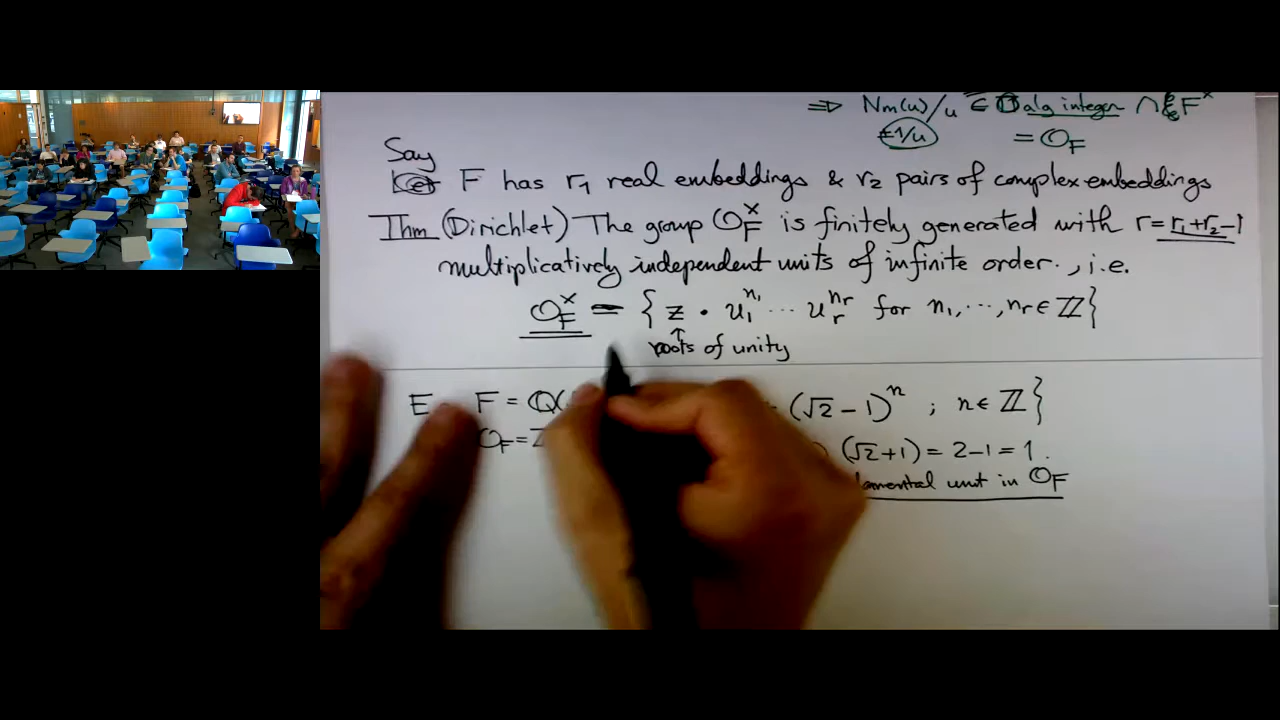 ⇒ Nm(u)/u ∈ alg integer ∩ F^×
= 1/u = O_F
Say
F has r₁ real embeddings & r₂ pairs of complex embeddings
Thm (Dirichlet) The group O_F^× is finitely generated with r = r₁+r₂-1
multiplicatively independent units of infinite order., i.e.
O_F^× = { z · u₁^{n₁} ··· u_r^{n_r} for n₁, ···, n_r ∈ ℤ }
↑
roots of unity
E F = ℚ( (√2 - 1)^n ; n ∈ ℤ }
O_F = ℤ (√2+1) = 2-1 = 1.
unit in O_F